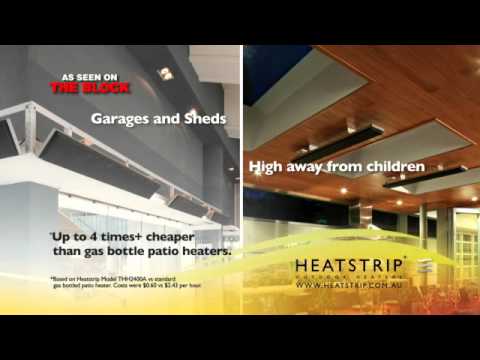 AS SEEN ON
THE BLOCK
Garages and Sheds
High away from children
*Up to 4 times+ cheaper
than gas bottle patio heaters.
*Based on Heatstrip Model THH2400A vs standard
gas bottled patio heater. Costs were $0.60 vs $2.43 per hour
HEATSTRIP®
OUTDOOR HEATERS
WWW.HEATSTRIP.COM.AU